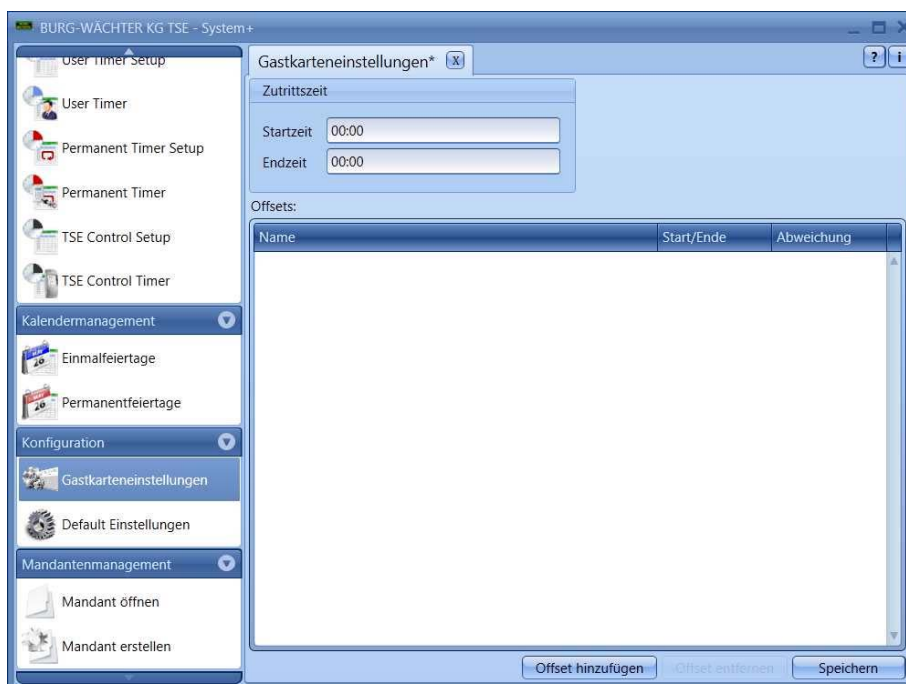 BURG-WÄCHTER KG TSE - System+
User Timer Setup
User Timer
Permanent Timer Setup
Permanent Timer
TSE Control Setup
TSE Control Timer
Kalendermanagement
Einmalfeiertage
Permanentfeiertage
Konfiguration
Gastkarteneinstellungen
Default Einstellungen
Mandantenmanagement
Mandant öffnen
Mandant erstellen
Gastkarteneinstellungen* X
? i
Zutrittszeit
Startzeit 00:00
Endzeit 00:00
Offsets:
Name Start/Ende Abweichung
Offset hinzufügen Offset entfernen Speichern